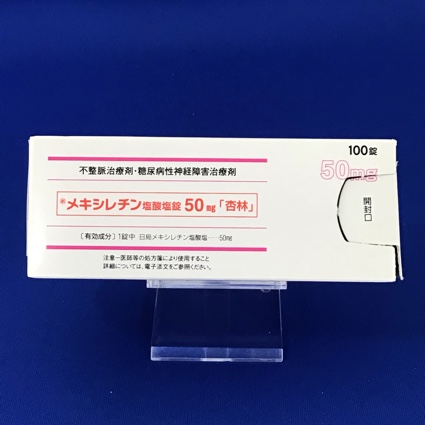 100錠
50mg
不整脈治療剤・糖尿病性神経障害治療剤
メキシレチン塩酸塩錠50mg「杏林」
開封口
〔有効成分〕1錠中 日局メキシレチン塩酸塩……50mg
注意ー医師等の処方箋により使用すること
詳細については、電子添文をご参照ください。